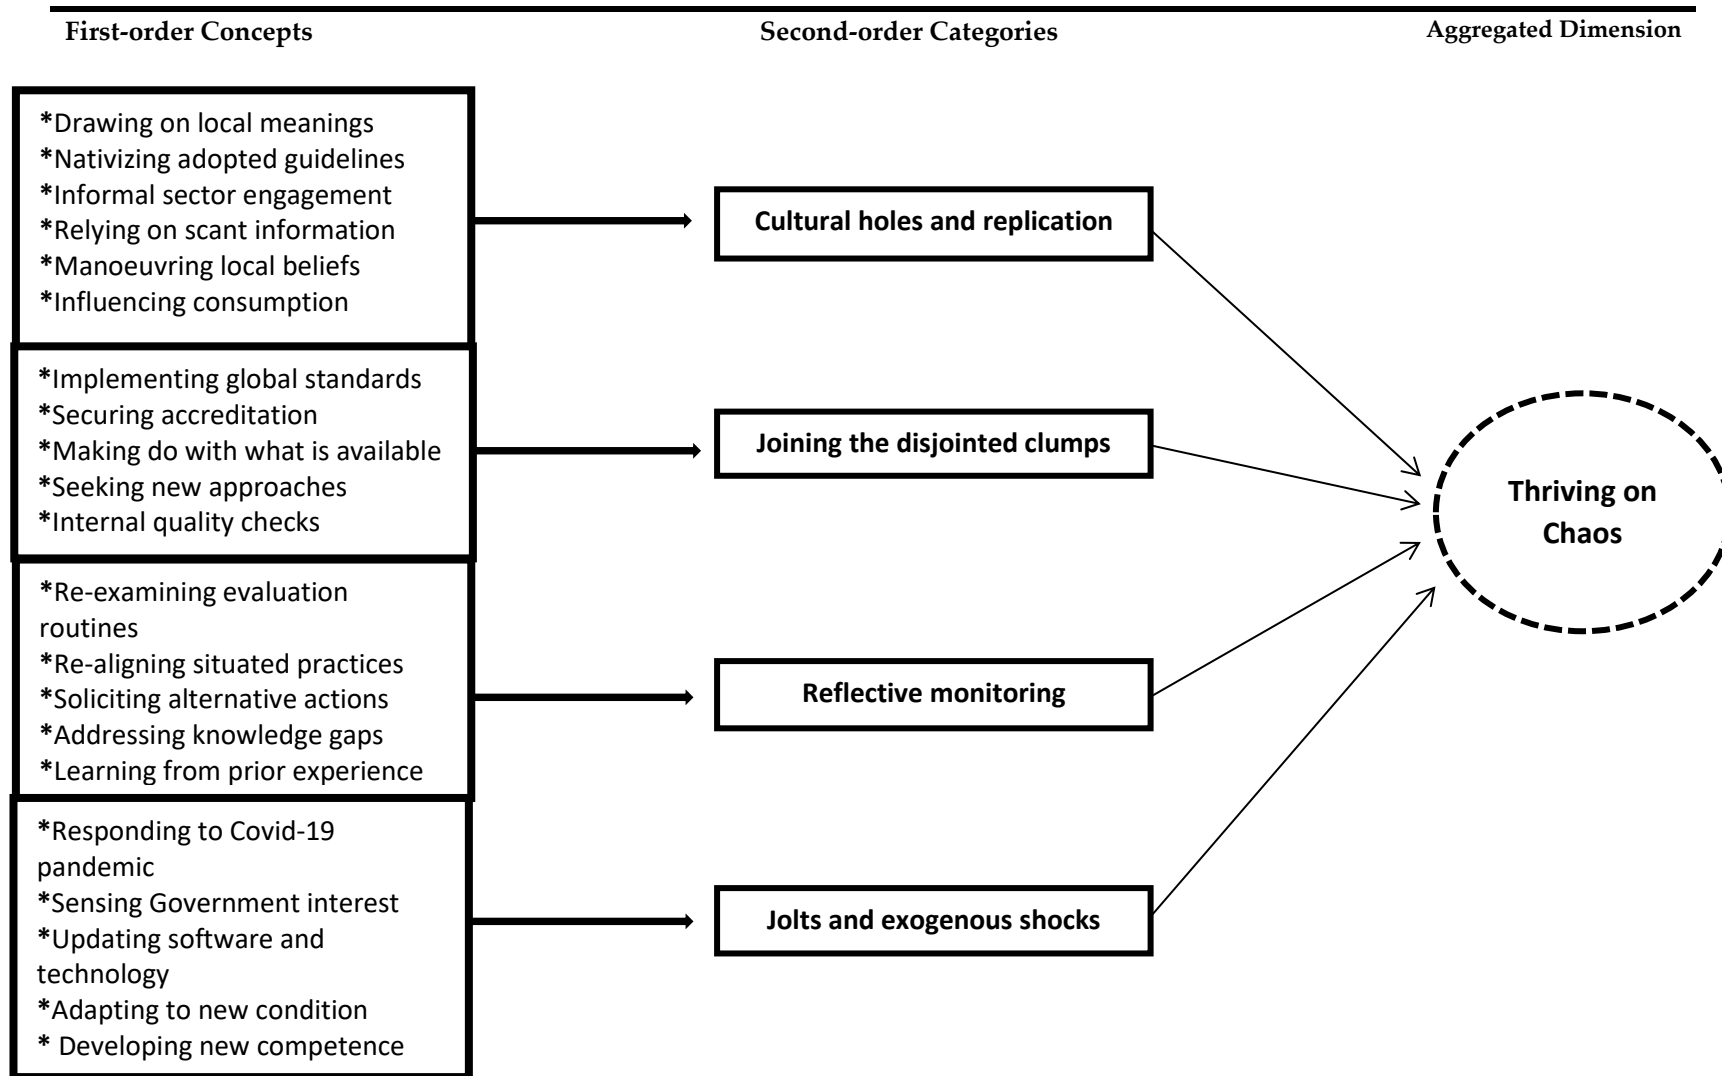 First-order Concepts
Second-order Categories
Aggregated Dimension
*Drawing on local meanings
*Nativizing adopted guidelines
*Informal sector engagement
*Relying on scant information
*Manoeuvring local beliefs
*Influencing consumption
Cultural holes and replication
*Implementing global standards
*Securing accreditation
*Making do with what is available
*Seeking new approaches
*Internal quality checks
Joining the disjointed clumps
*Re-examining evaluation
routines
*Re-aligning situated practices
*Soliciting alternative actions
*Addressing knowledge gaps
*Learning from prior experience
Reflective monitoring
*Responding to Covid-19
pandemic
*Sensing Government interest
*Updating software and
technology
*Adapting to new condition
* Developing new competence
Jolts and exogenous shocks
Thriving on
Chaos